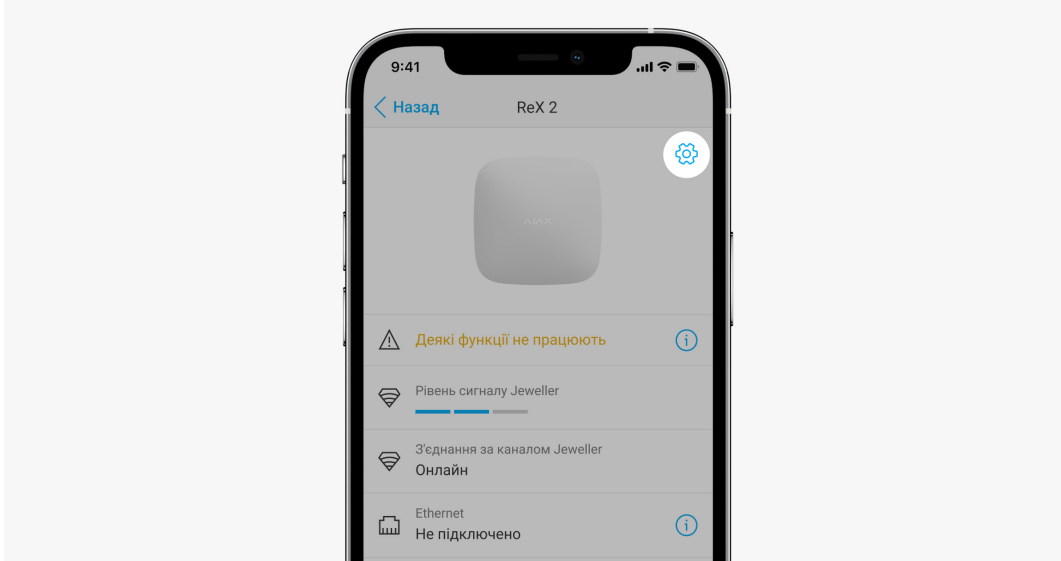 9:41
Назад
ReX 2
AJAX
Деякі функції не працюють
Рівень сигналу Jeweller
З'єднання за каналом Jeweller
Онлайн
Ethernet
Не підключено